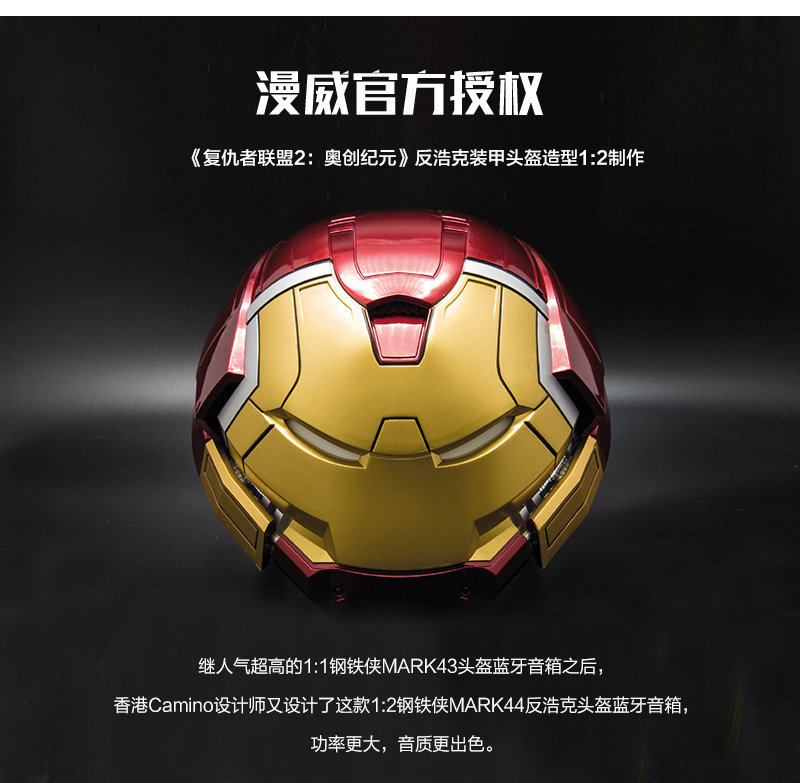 漫威官方授权
《复仇者联盟2：奥创纪元》反浩克装甲头盔造型1:2制作
继人气超高的1:1钢铁侠MARK43头盔蓝牙音箱之后，
香港Camino设计师又设计了这款1:2钢铁侠MARK44反浩克头盔蓝牙音箱，
功率更大，音质更出色。